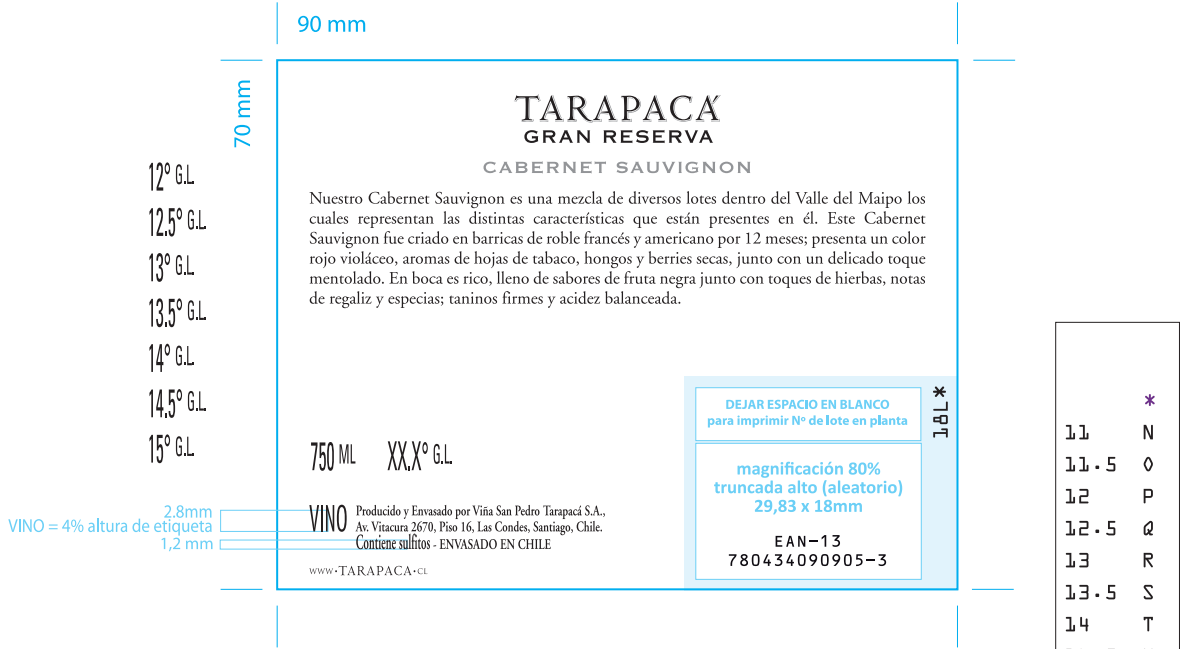 90 mm
70 mm
TARAPACÁ
GRAN RESERVA
CABERNET SAUVIGNON
Nuestro Cabernet Sauvignon es una mezcla de diversos lotes dentro del Valle del Maipo los
cuales representan las distintas características que están presentes en él. Este Cabernet
Sauvignon fue criado en barricas de roble francés y americano por 12 meses; presenta un color
rojo violáceo, aromas de hojas de tabaco, hongos y berries secas, junto con un delicado toque
mentolado. En boca es rico, lleno de sabores de fruta negra junto con toques de hierbas, notas
de regaliz y especias; taninos firmes y acidez balanceada.
12° G.L.
12.5° G.L.
13° G.L.
13.5° G.L.
14° G.L.
14.5° G.L.
15° G.L.
750 ML XX.X° G.L.
2.8mm
VINO = 4% altura de etiqueta
1,2 mm
VINO
Producido y Envasado por Viña San Pedro Tarapacá S.A.,
Av. Vitacura 2670, Piso 16, Las Condes, Santiago, Chile.
Contiene sulfitos - ENVASADO EN CHILE
WWW·TARAPACA·CL
DEJAR ESPACIO EN BLANCO
para imprimir Nº de lote en planta
magnificación 80%
truncada alto (aleatorio)
29,83 x 18mm
EAN-13
780434090905-3
18L*
*
11 N
11.5 O
12 P
12.5 Q
13 R
13.5 S
14 T